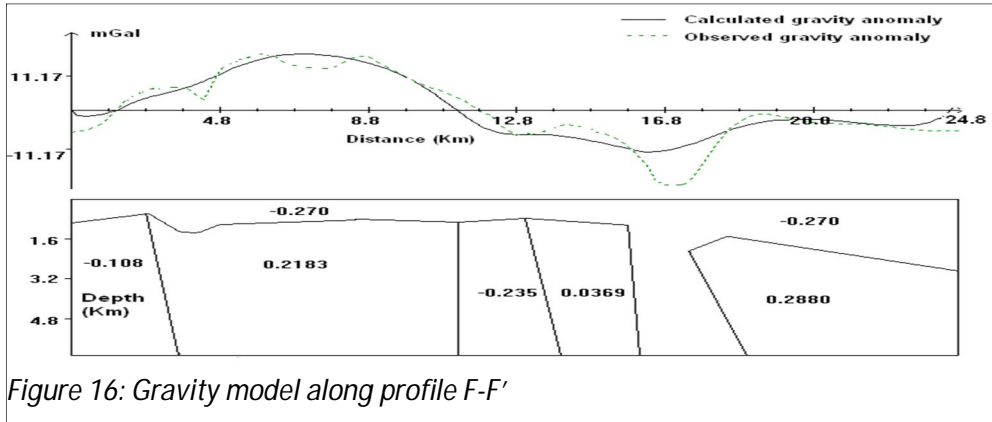 mGal
Calculated gravity anomaly
Observed gravity anomaly
11.17
4.8 8.8 12.8 16.8 20.8 24.8
Distance (Km)
-11.17
-0.270 -0.270
1.6
-0.108 0.2183
3.2
-0.235 0.0369 0.2880
Depth
(Km)
4.8
Figure 16: Gravity model along profile F-F’